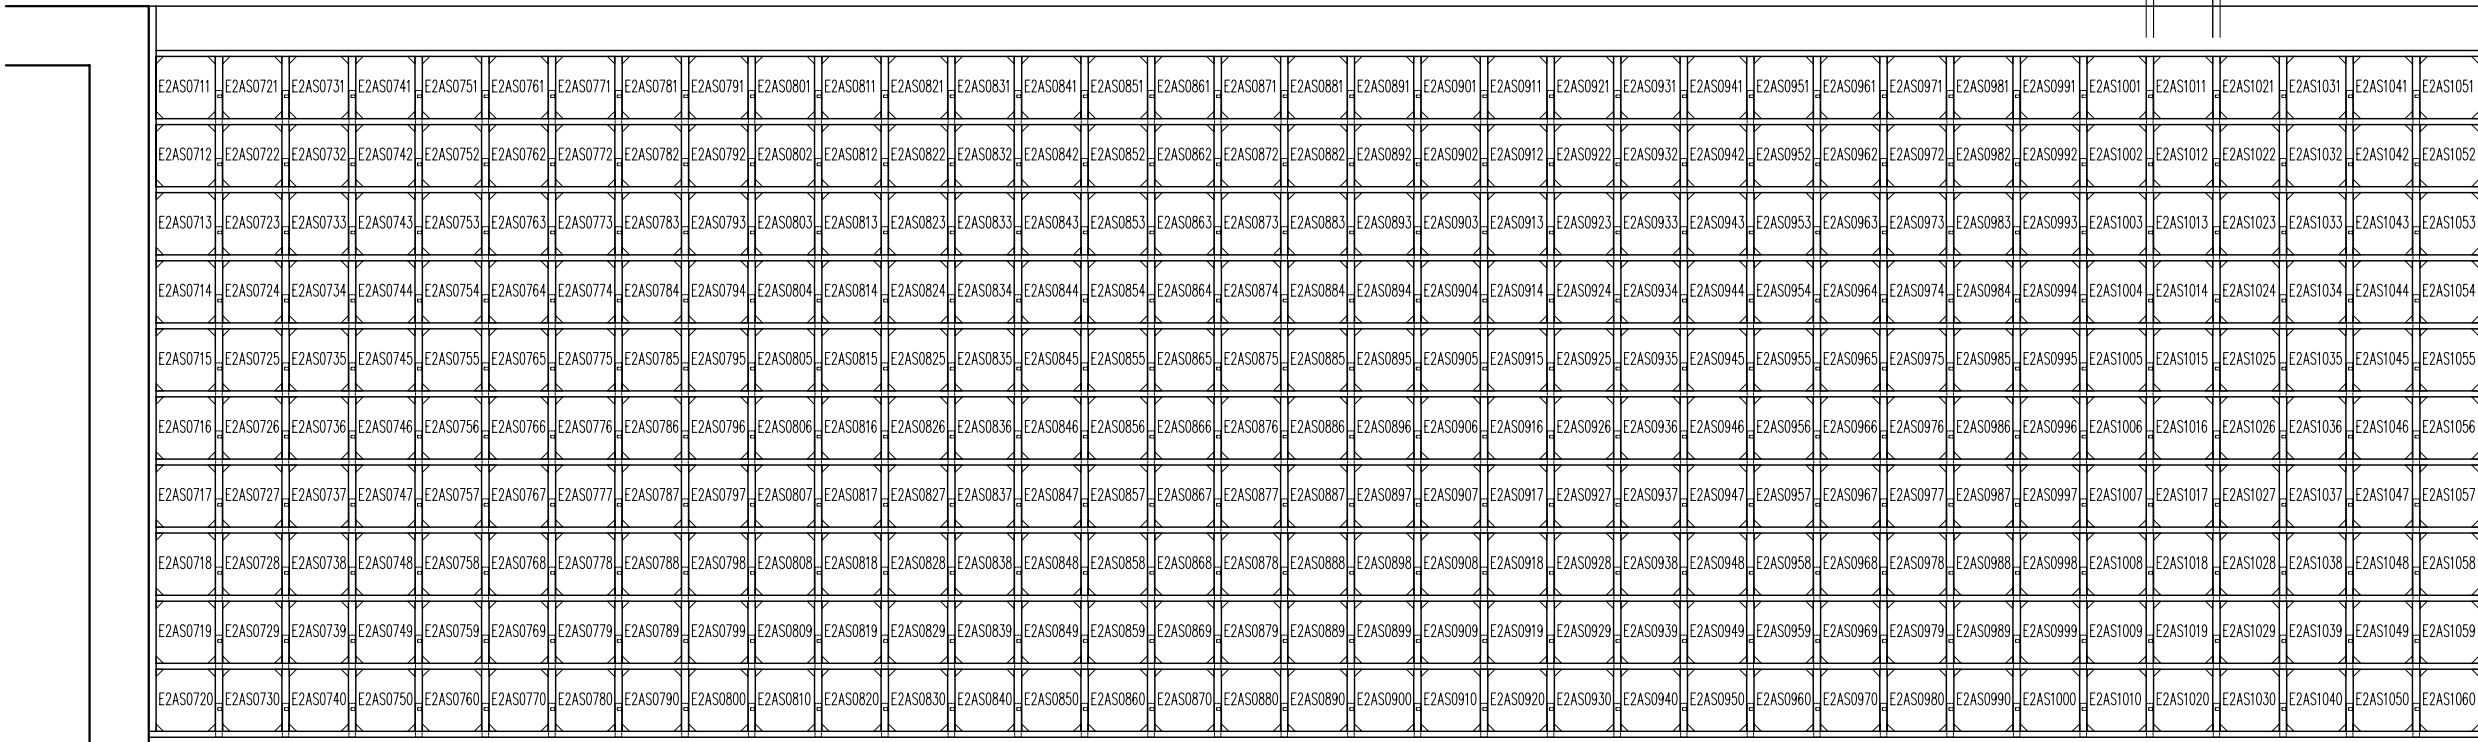 E2AS0711 E2AS0721 E2AS0731 E2AS0741 E2AS0751 E2AS0761 E2AS0771 E2AS0781 E2AS0791 E2AS0801 E2AS0811 E2AS0821 E2AS0831 E2AS0841 E2AS0851 E2AS0861 E2AS0871 E2AS0881 E2AS0891 E2AS0901 E2AS0911 E2AS0921 E2AS0931 E2AS0941 E2AS0951 E2AS0961 E2AS0971 E2AS0981 E2AS0991 E2AS1001 E2AS1011 E2AS1021 E2AS1031 E2AS1041 E2AS1051
E2AS0712 E2AS0722 E2AS0732 E2AS0742 E2AS0752 E2AS0762 E2AS0772 E2AS0782 E2AS0792 E2AS0802 E2AS0812 E2AS0822 E2AS0832 E2AS0842 E2AS0852 E2AS0862 E2AS0872 E2AS0882 E2AS0892 E2AS0902 E2AS0912 E2AS0922 E2AS0932 E2AS0942 E2AS0952 E2AS0962 E2AS0972 E2AS0982 E2AS0992 E2AS1002 E2AS1012 E2AS1022 E2AS1032 E2AS1042 E2AS1052
E2AS0713 E2AS0723 E2AS0733 E2AS0743 E2AS0753 E2AS0763 E2AS0773 E2AS0783 E2AS0793 E2AS0803 E2AS0813 E2AS0823 E2AS0833 E2AS0843 E2AS0853 E2AS0863 E2AS0873 E2AS0883 E2AS0893 E2AS0903 E2AS0913 E2AS0923 E2AS0933 E2AS0943 E2AS0953 E2AS0963 E2AS0973 E2AS0983 E2AS0993 E2AS1003 E2AS1013 E2AS1023 E2AS1033 E2AS1043 E2AS1053
E2AS0714 E2AS0724 E2AS0734 E2AS0744 E2AS0754 E2AS0764 E2AS0774 E2AS0784 E2AS0794 E2AS0804 E2AS0814 E2AS0824 E2AS0834 E2AS0844 E2AS0854 E2AS0864 E2AS0874 E2AS0884 E2AS0894 E2AS0904 E2AS0914 E2AS0924 E2AS0934 E2AS0944 E2AS0954 E2AS0964 E2AS0974 E2AS0984 E2AS0994 E2AS1004 E2AS1014 E2AS1024 E2AS1034 E2AS1044 E2AS1054
E2AS0715 E2AS0725 E2AS0735 E2AS0745 E2AS0755 E2AS0765 E2AS0775 E2AS0785 E2AS0795 E2AS0805 E2AS0815 E2AS0825 E2AS0835 E2AS0845 E2AS0855 E2AS0865 E2AS0875 E2AS0885 E2AS0895 E2AS0905 E2AS0915 E2AS0925 E2AS0935 E2AS0945 E2AS0955 E2AS0965 E2AS0975 E2AS0985 E2AS0995 E2AS1005 E2AS1015 E2AS1025 E2AS1035 E2AS1045 E2AS1055
E2AS0716 E2AS0726 E2AS0736 E2AS0746 E2AS0756 E2AS0766 E2AS0776 E2AS0786 E2AS0796 E2AS0806 E2AS0816 E2AS0826 E2AS0836 E2AS0846 E2AS0856 E2AS0866 E2AS0876 E2AS0886 E2AS0896 E2AS0906 E2AS0916 E2AS0926 E2AS0936 E2AS0946 E2AS0956 E2AS0966 E2AS0976 E2AS0986 E2AS0996 E2AS1006 E2AS1016 E2AS1026 E2AS1036 E2AS1046 E2AS1056
E2AS0717 E2AS0727 E2AS0737 E2AS0747 E2AS0757 E2AS0767 E2AS0777 E2AS0787 E2AS0797 E2AS0807 E2AS0817 E2AS0827 E2AS0837 E2AS0847 E2AS0857 E2AS0867 E2AS0877 E2AS0887 E2AS0897 E2AS0907 E2AS0917 E2AS0927 E2AS0937 E2AS0947 E2AS0957 E2AS0967 E2AS0977 E2AS0987 E2AS0997 E2AS1007 E2AS1017 E2AS1027 E2AS1037 E2AS1047 E2AS1057
E2AS0718 E2AS0728 E2AS0738 E2AS0748 E2AS0758 E2AS0768 E2AS0778 E2AS0788 E2AS0798 E2AS0808 E2AS0818 E2AS0828 E2AS0838 E2AS0848 E2AS0858 E2AS0868 E2AS0878 E2AS0888 E2AS0898 E2AS0908 E2AS0918 E2AS0928 E2AS0938 E2AS0948 E2AS0958 E2AS0968 E2AS0978 E2AS0988 E2AS0998 E2AS1008 E2AS1018 E2AS1028 E2AS1038 E2AS1048 E2AS1058
E2AS0719 E2AS0729 E2AS0739 E2AS0749 E2AS0759 E2AS0769 E2AS0779 E2AS0789 E2AS0799 E2AS0809 E2AS0819 E2AS0829 E2AS0839 E2AS0849 E2AS0859 E2AS0869 E2AS0879 E2AS0889 E2AS0899 E2AS0909 E2AS0919 E2AS0929 E2AS0939 E2AS0949 E2AS0959 E2AS0969 E2AS0979 E2AS0989 E2AS0999 E2AS1009 E2AS1019 E2AS1029 E2AS1039 E2AS1049 E2AS1059
E2AS0720 E2AS0730 E2AS0740 E2AS0750 E2AS0760 E2AS0770 E2AS0780 E2AS0790 E2AS0800 E2AS0810 E2AS0820 E2AS0830 E2AS0840 E2AS0850 E2AS0860 E2AS0870 E2AS0880 E2AS0890 E2AS0900 E2AS0910 E2AS0920 E2AS0930 E2AS0940 E2AS0950 E2AS0960 E2AS0970 E2AS0980 E2AS0990 E2AS1000 E2AS1010 E2AS1020 E2AS1030 E2AS1040 E2AS1050 E2AS1060